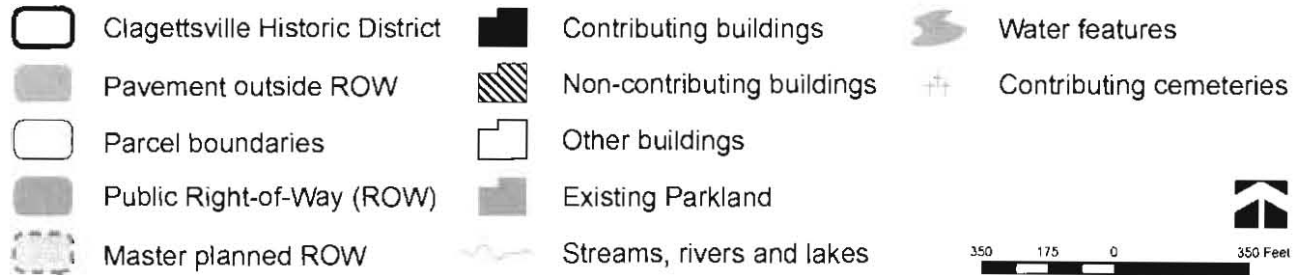 Clagettsville Historic District
Pavement outside ROW
Parcel boundaries
Public Right-of-Way (ROW)
Master planned ROW
Contributing buildings
Non-contributing buildings
Other buildings
Existing Parkland
Streams, rivers and lakes
Water features
Contributing cemeteries
350 175 0 350 Feet